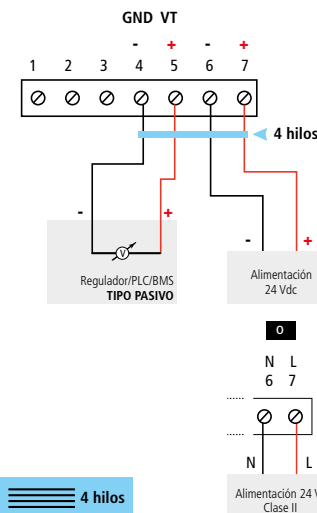 GND VT
- + - +
1 2 3 4 5 6 7
4 hilos
- +
V
Regulador/PLC/BMS
TIPO PASIVO
- +
Alimentación
24 Vdc
O
N L
6 7
N L
4 hilos
Alimentación 24 V
Clase II